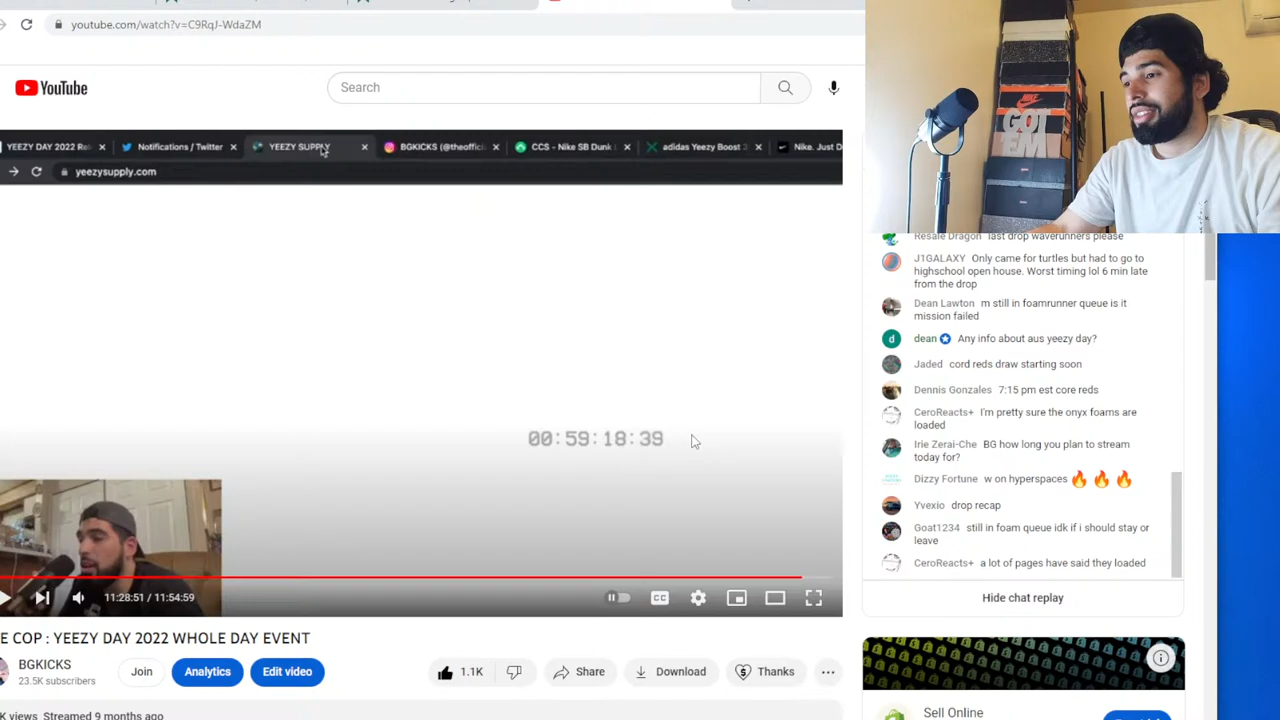 youtube.com/watch?v=C9RqJ-WdaZM
YouTube
Search
YEEZY DAY 2022 Rel
Notifications / Twitter
YEEZY SUPPLY
BGKICKS (@theoffici
CCS - Nike SB Dunk
adidas Yeezy Boost 3
Nike. Just D
yeezysupply.com
NIKE
GOT
EM
00:59:18:39
11:28:51 / 11:54:59
CC
E COP : YEEZY DAY 2022 WHOLE DAY EVENT
BGKICKS
23.5K subscribers
Join
Analytics
Edit video
1.1K
Share
Download
Thanks
K views Streamed 9 months ago
Resale Dragon last drop waverunners please
J1GALAXY Only came for turtles but had to go to
highschool open house. Worst timing lol 6 min late
from the drop
Dean Lawton m still in foamrunner queue is it
mission failed
d
dean Any info about aus yeezy day?
Jaded cord reds draw starting soon
Dennis Gonzales 7:15 pm est core reds
CeroReacts+ I'm pretty sure the onyx foams are
loaded
Irie Zerai-Che BG how long you plan to stream
today for?
Dizzy Fortune w on hyperspaces 🔥 🔥 🔥
Yvexio drop recap
Goat1234 still in foam queue idk if i should stay or
leave
CeroReacts+ a lot of pages have said they loaded
Hide chat replay
Sell Online